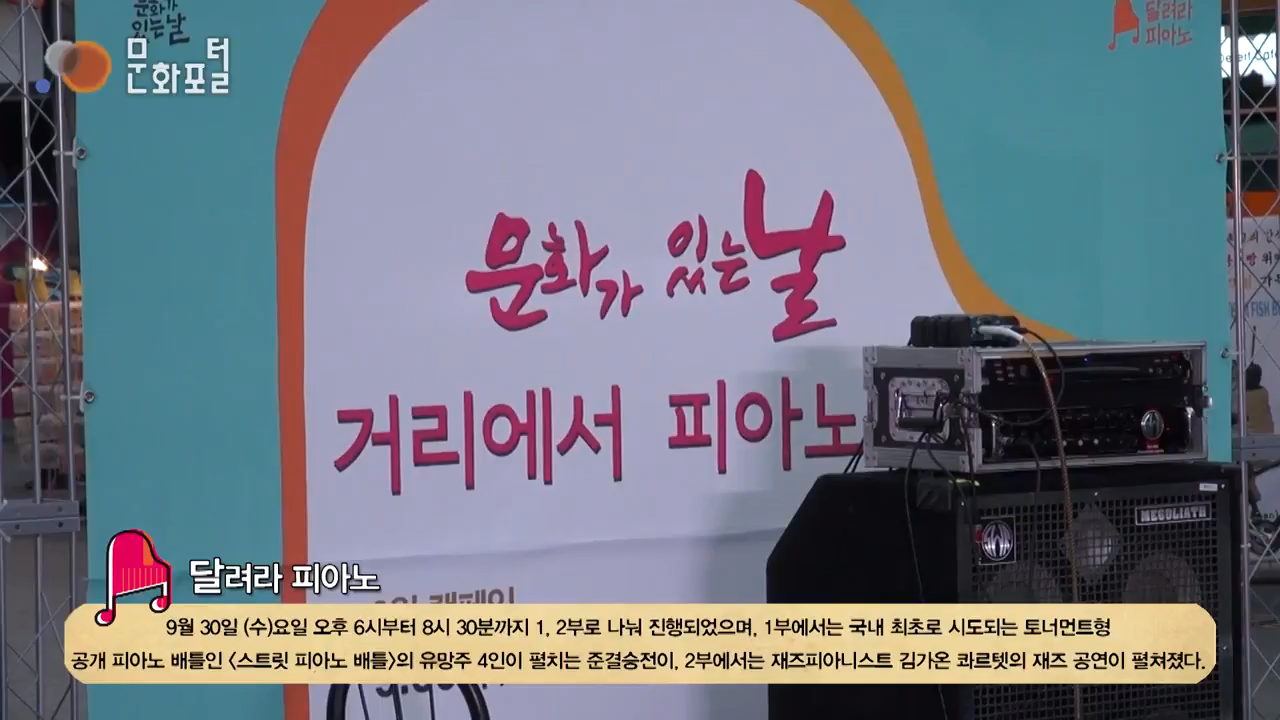 문화가
있는날
문화포털
달려라
피아노
문화가 있는 날
거리에서 피아노
MEGOLIATH
달려라 피아노
9월 30일 (수)요일 오후 6시부터 8시 30분까지 1, 2부로 나눠 진행되었으며, 1부에서는 국내 최초로 시도되는 토너먼트형
공개 피아노 배틀인 <스트릿 피아노 배틀>의 유망주 4인이 펼치는 준결승전이, 2부에서는 재즈피아니스트 김가온 콰르텟의 재즈 공연이 펼쳐졌다.